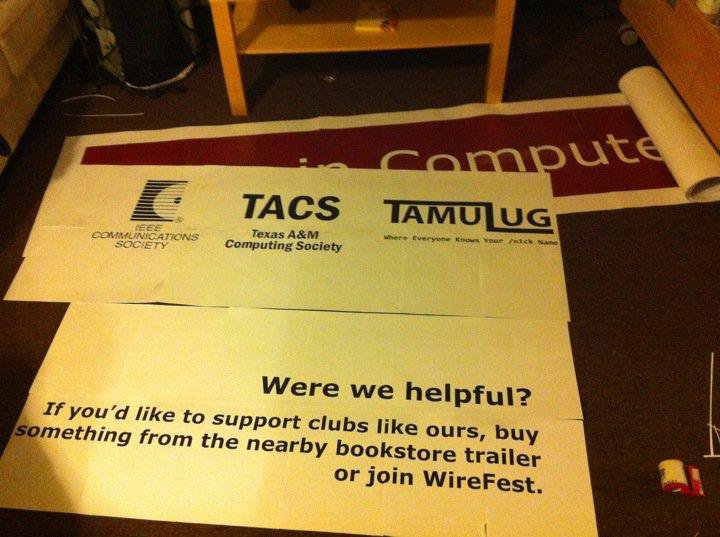 in Compute
IEEE
COMMUNICATIONS
SOCIETY
®
TACS
Texas A&M
Computing Society
TAMULUG
Where Everyone Knows Your /nick Name
Were we helpful?
If you'd like to support clubs like ours, buy
something from the nearby bookstore trailer
or join WireFest.